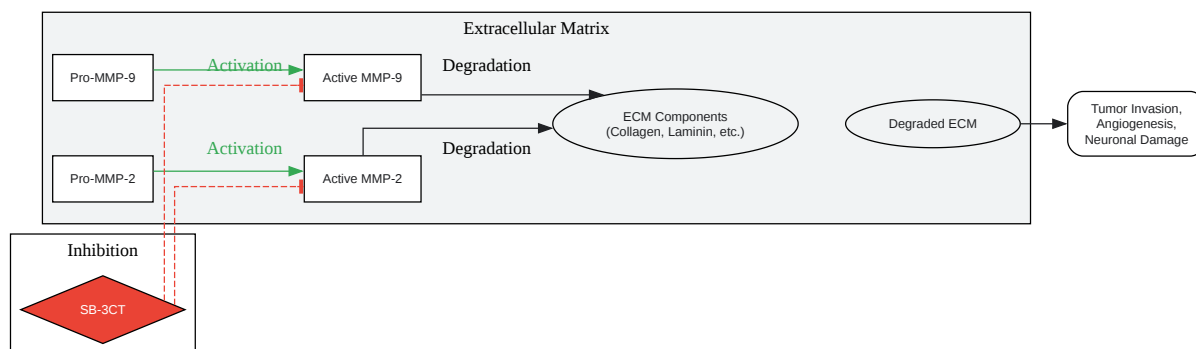 Extracellular Matrix
Pro-MMP-9
Activation
Active MMP-9
Degradation
ECM Components
(Collagen, Laminin, etc.)
Degraded ECM
Tumor Invasion,
Angiogenesis,
Neuronal Damage
Pro-MMP-2
Activation
Active MMP-2
Degradation
Inhibition
SB-3CT